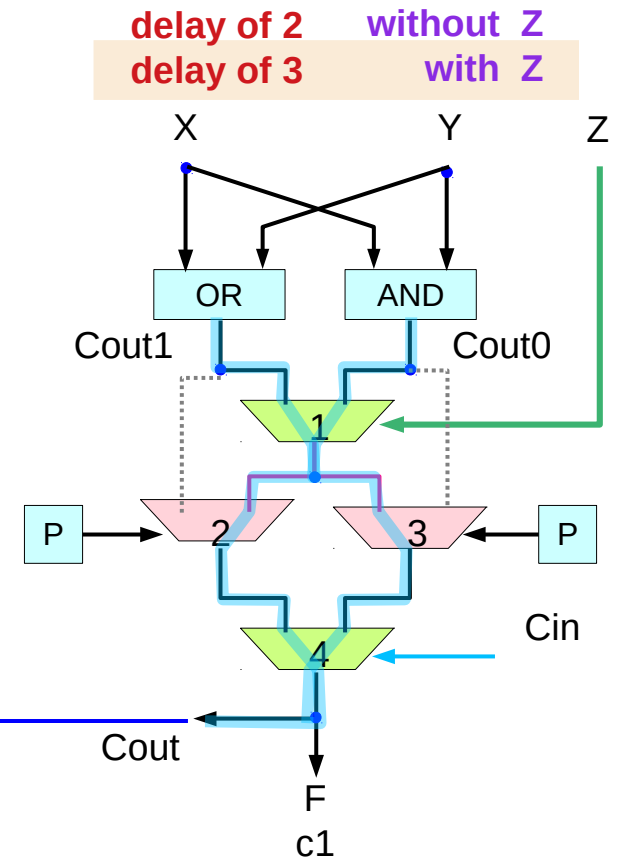 delay of 2 without Z
delay of 3 with Z
X Y Z
OR AND
Cout1 Cout0
1
P 2 3 P
Cin
4
Cout
F
c1